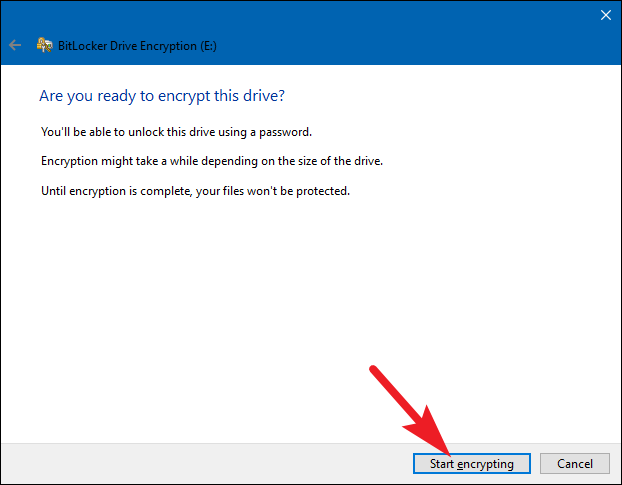 BitLocker Drive Encryption (E:)
Are you ready to encrypt this drive?
You'll be able to unlock this drive using a password.
Encryption might take a while depending on the size of the drive.
Until encryption is complete, your files won't be protected.
Start encrypting
Cancel